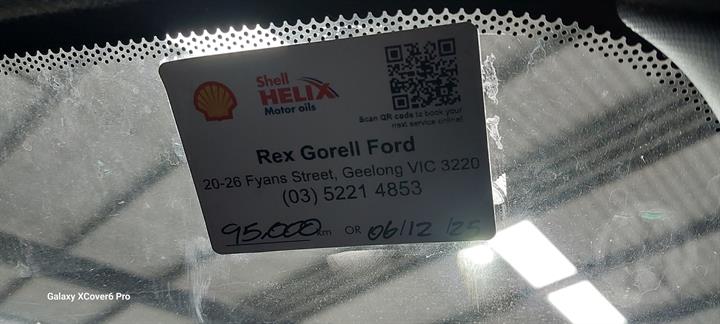 Shell
HELIX
Motor oils
Scan QR code to book your
next service online!
Rex Gorell Ford
20-26 Fyans Street, Geelong VIC 3220
(03) 5221 4853
95,000 km OR 06/12/25
Galaxy XCover6 Pro